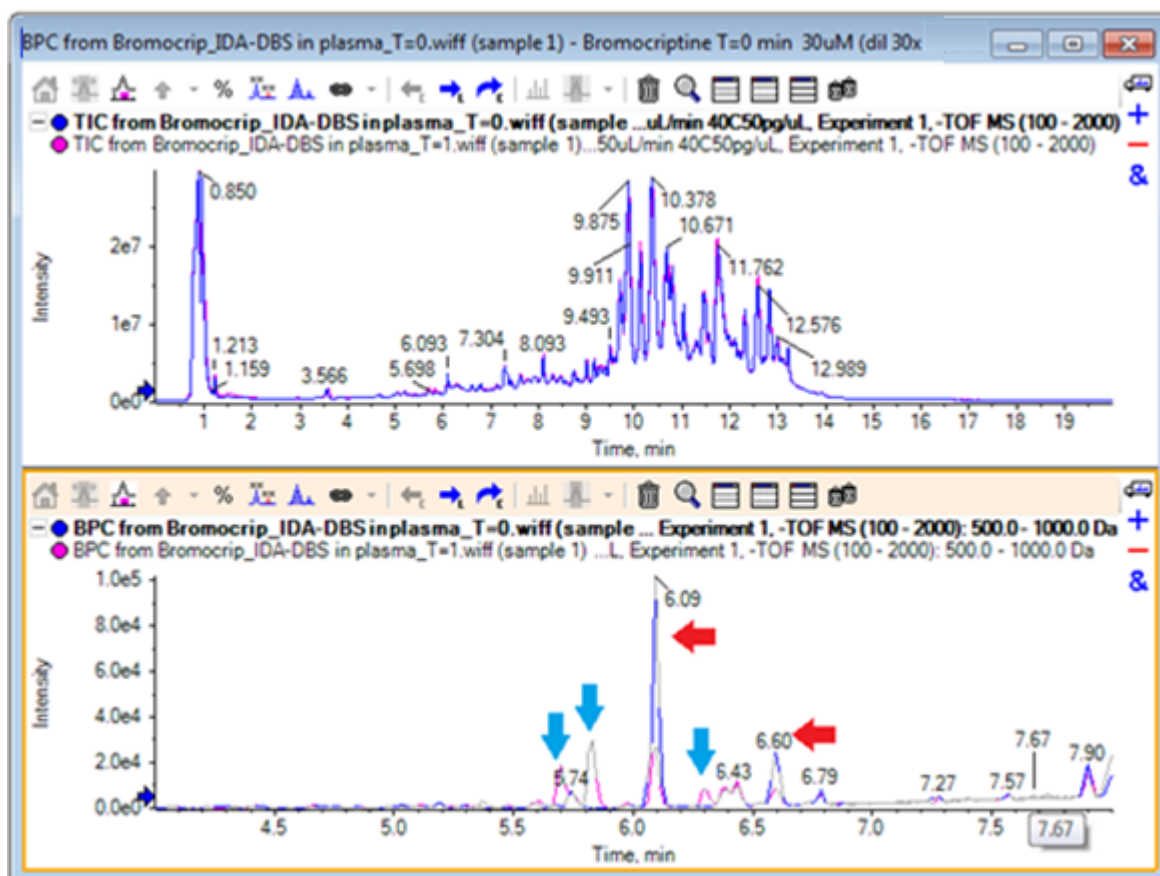 BPC from Bromocrip_IDA-DBS in plasma_T=0.wiff (sample 1) - Bromocriptine T=0 min 30uM (dil 30x
%
TIC from Bromocrip_IDA-DBS in plasma_T=0.wiff (sample ...uL/min 40C50pg/uL, Experiment 1, -TOF MS (100 - 2000)
TIC from Bromocrip_IDA-DBS in plasma_T=1.wiff (sample 1)...50uL/min 40C50pg/uL, Experiment 1, -TOF MS (100 - 2000)
&
0.850
9.875
10.378
10.671
2e7
9.911
11.762
Intensity
1e7
9.493
12.576
1.213
6.093
7.304
8.093
1.159
3.566
5.698
12.989
0e0
1 2 3 4 5 6 7 8 9 10 11 12 13 14 15 16 17 18 19
Time, min
%
BPC from Bromocrip_IDA-DBS in plasma_T=0.wiff (sample ... Experiment 1, -TOF MS (100 - 2000): 500.0 - 1000.0 Da
BPC from Bromocrip_IDA-DBS in plasma_T=1.wiff (sample 1) ...L, Experiment 1, -TOF MS (100 - 2000): 500.0 - 1000.0 Da
&
1.0e5
6.09
8.0e4
6.0e4
Intensity
4.0e4
6.60
7.67
2.0e4
5.74
6.43
6.79
7.27
7.57
7.90
0.0e0
4.5 5.0 5.5 6.0 6.5 7.0 7.5
7.67
Time, min